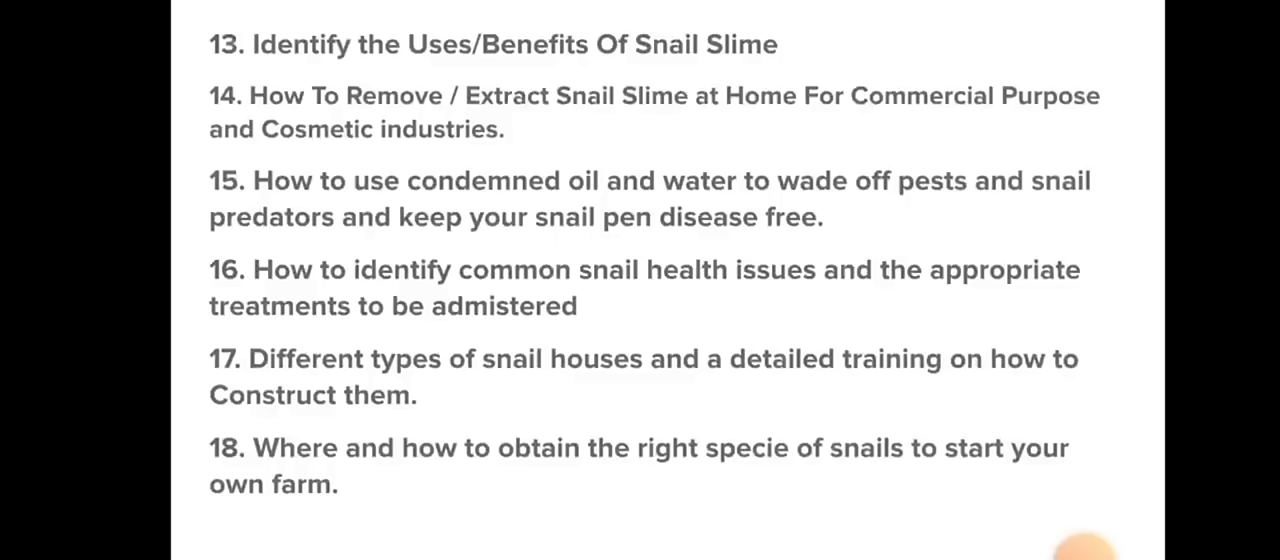 13. Identify the Uses/Benefits Of Snail Slime
14. How To Remove / Extract Snail Slime at Home For Commercial Purpose
and Cosmetic industries.
15. How to use condemned oil and water to wade off pests and snail
predators and keep your snail pen disease free.
16. How to identify common snail health issues and the appropriate
treatments to be admistered
17. Different types of snail houses and a detailed training on how to
Construct them.
18. Where and how to obtain the right specie of snails to start your
own farm.